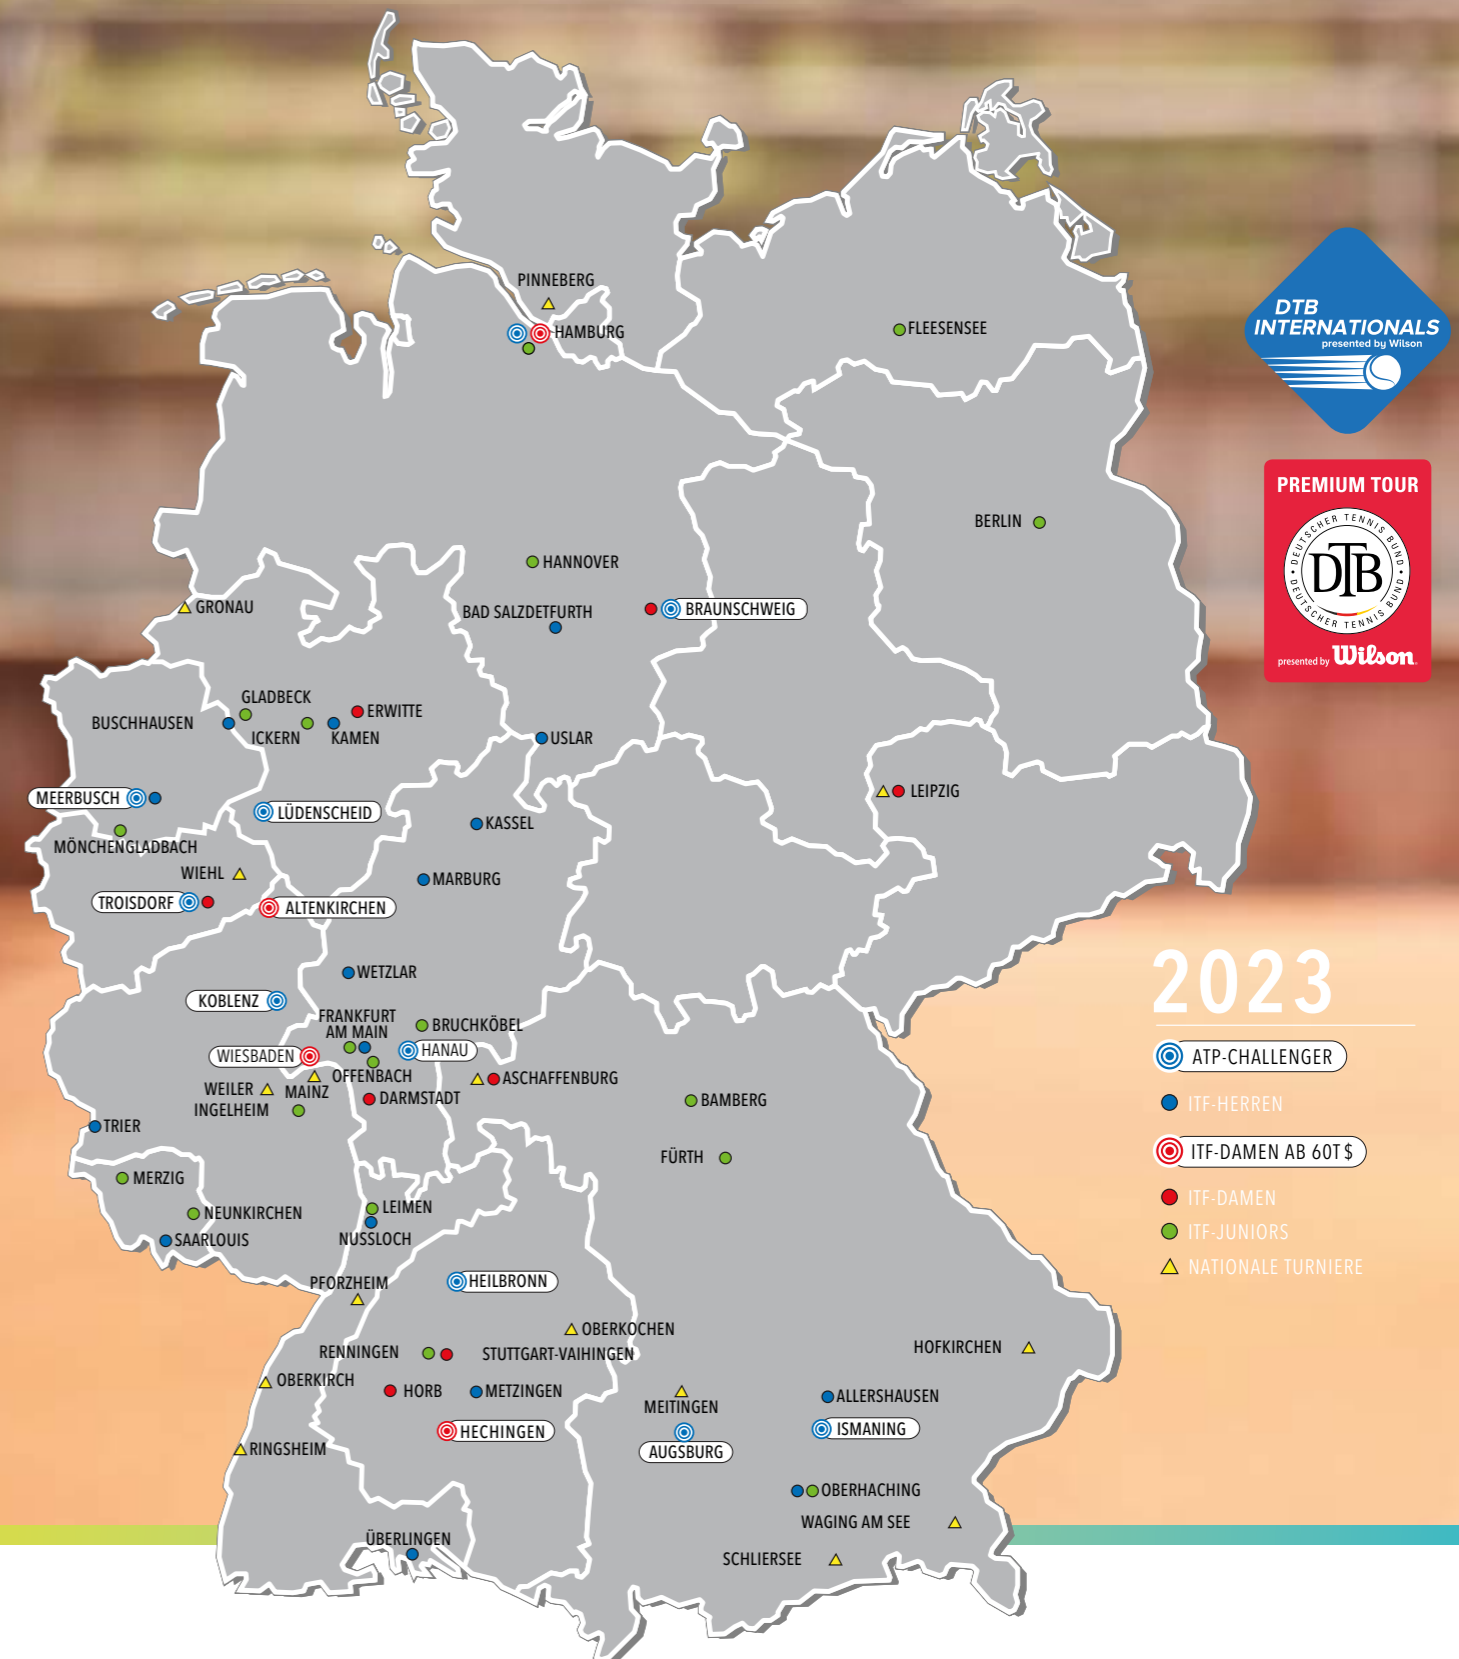 PINNEBERG
HAMBURG
FLEESENSEE
DTB
INTERNATIONALS
presented by Wilson
PREMIUM TOUR
DEUTSCHER TENNIS BUND
DTB
DEUTSCHER TENNIS BUND
presented by Wilson
BERLIN
HANNOVER
GRONAU
BAD SALZDETFURTH
BRAUNSCHWEIG
GLADBECK
ERWITTE
BUSCHHAUSEN
ICKERN
KAMEN
USLAR
MEERBUSCH
LÜDENSCHEID
LEIPZIG
KASSEL
MÖNCHENGLADBACH
WIEHL
MARBURG
TROISDORF
ALTENKIRCHEN
WETZLAR
KOBLENZ
FRANKFURT
AM MAIN
BRUCHKÖBEL
HANAU
WIESBADEN
OFFENBACH
ASCHAFFENBURG
WEILER
MAINZ
DARMSTADT
INGELHEIM
BAMBERG
TRIER
FÜRTH
MERZIG
NEUNKIRCHEN
LEIMEN
SAARLOUIS
NUSSLOCH
PFORZHEIM
HEILBRONN
OBERKOCHEN
RENNINGEN
STUTTGART-VAIHINGEN
HOFKIRCHEN
OBERKIRCH
HORB
METZINGEN
ALLERSHAUSEN
MEITINGEN
HECHINGEN
ISMANING
RINGSHEIM
AUGSBURG
OBERHACHING
WAGING AM SEE
ÜBERLINGEN
SCHLIERSEE
2023
ATP-CHALLENGER
ITF-HERREN
ITF-DAMEN AB 60T $
ITF-DAMEN
ITF-JUNIORS
NATIONALE TURNIERE